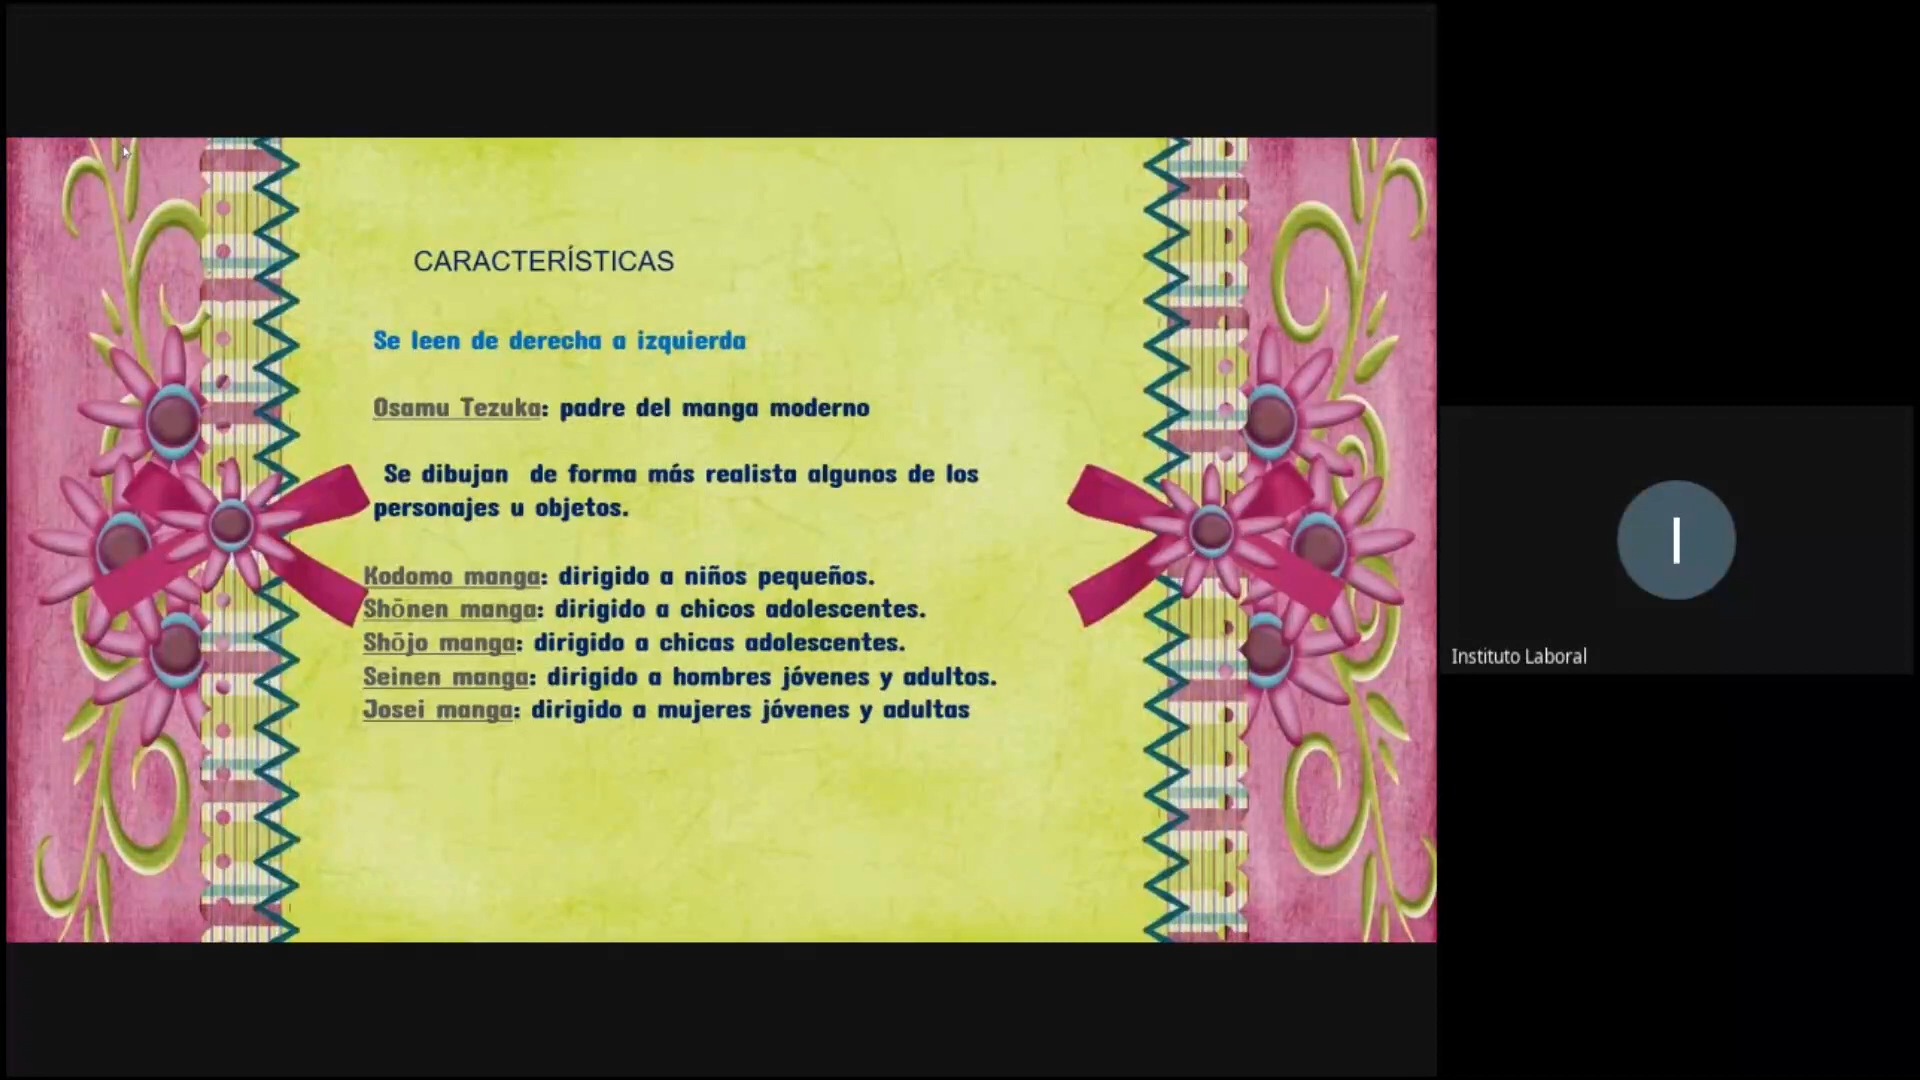 CARACTERÍSTICAS
Se leen de derecha a izquierda
Osamu Tezuka: padre del manga moderno
Se dibujan de forma más realista algunos de los
personajes u objetos.
Kodomo manga: dirigido a niños pequeños.
Shōnen manga: dirigido a chicos adolescentes.
Shōjo manga: dirigido a chicas adolescentes.
Seinen manga: dirigido a hombres jóvenes y adultos.
Josei manga: dirigido a mujeres jóvenes y adultas
I
Instituto Laboral